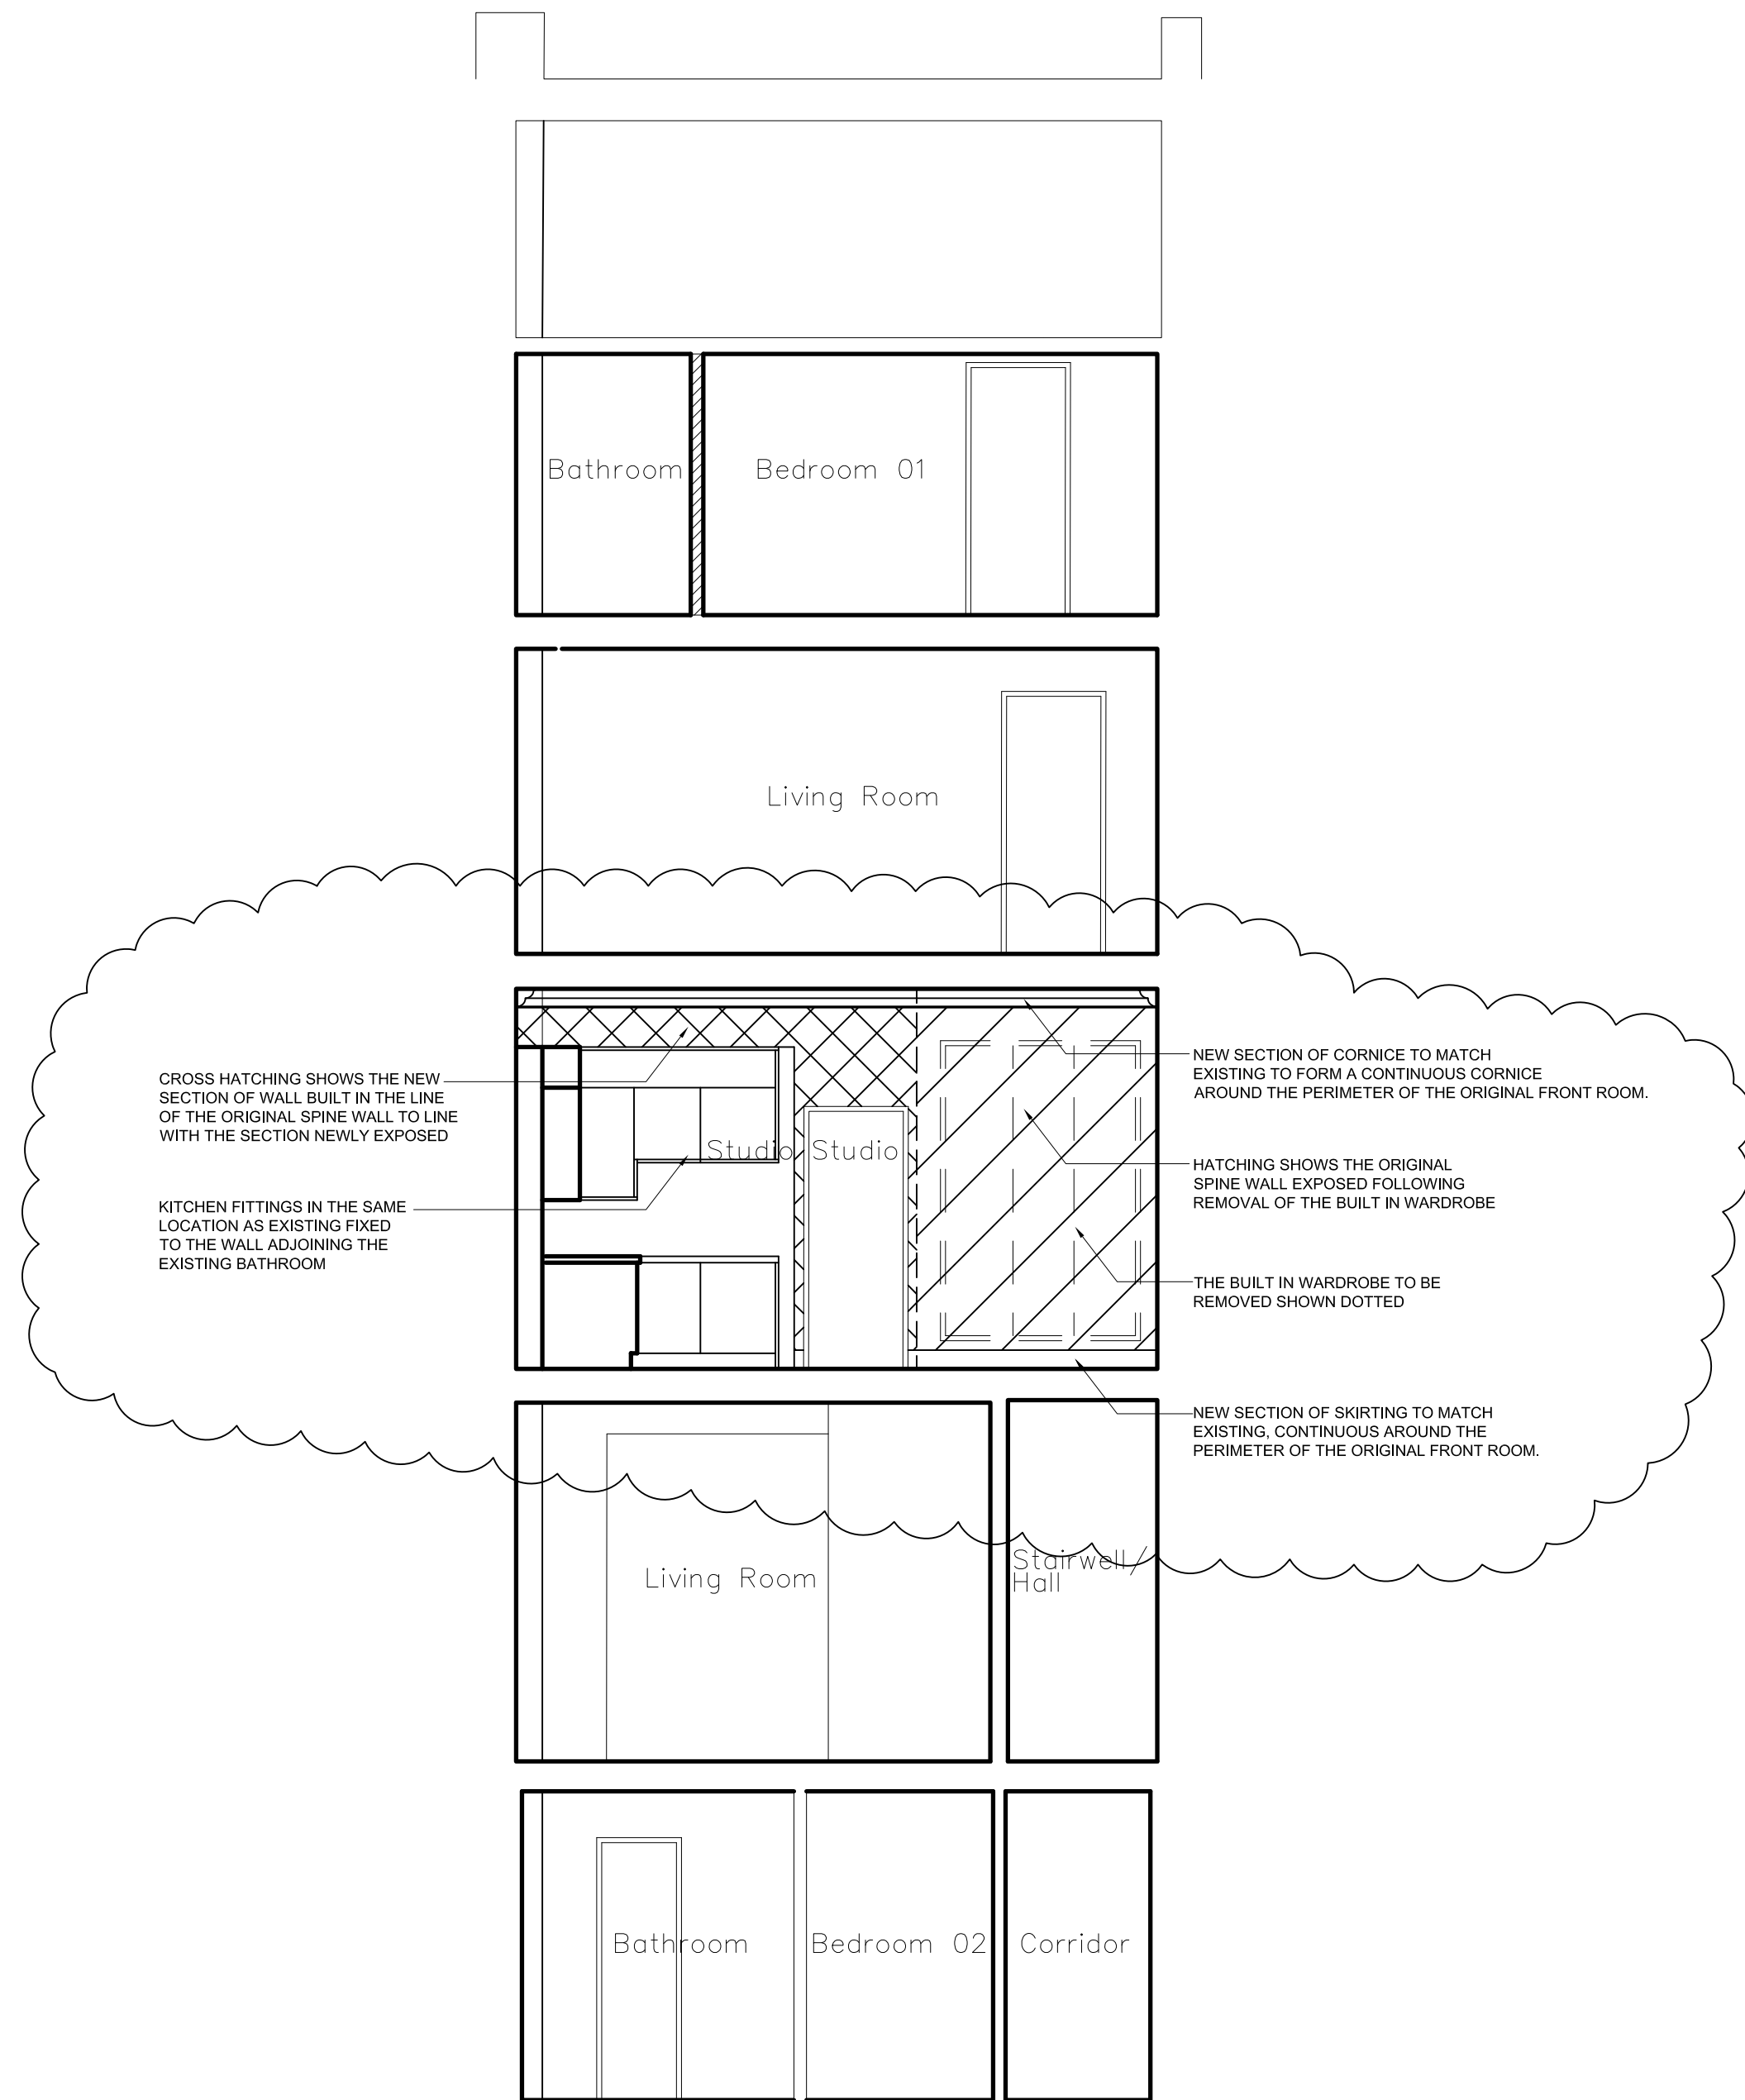 Bathroom
Bedroom 01
Living Room
CROSS HATCHING SHOWS THE NEW
SECTION OF WALL BUILT IN THE LINE
OF THE ORIGINAL SPINE WALL TO LINE
WITH THE SECTION NEWLY EXPOSED
KITCHEN FITTINGS IN THE SAME
LOCATION AS EXISTING FIXED
TO THE WALL ADJOINING THE
EXISTING BATHROOM
Studio Studio
NEW SECTION OF CORNICE TO MATCH
EXISTING TO FORM A CONTINUOUS CORNICE
AROUND THE PERIMETER OF THE ORIGINAL FRONT ROOM.
HATCHING SHOWS THE ORIGINAL
SPINE WALL EXPOSED FOLLOWING
REMOVAL OF THE BUILT IN WARDROBE
THE BUILT IN WARDROBE TO BE
REMOVED SHOWN DOTTED
NEW SECTION OF SKIRTING TO MATCH
EXISTING, CONTINUOUS AROUND THE
PERIMETER OF THE ORIGINAL FRONT ROOM.
Living Room
Stairwell/
Hall
Bathroom
Bedroom 02
Corridor